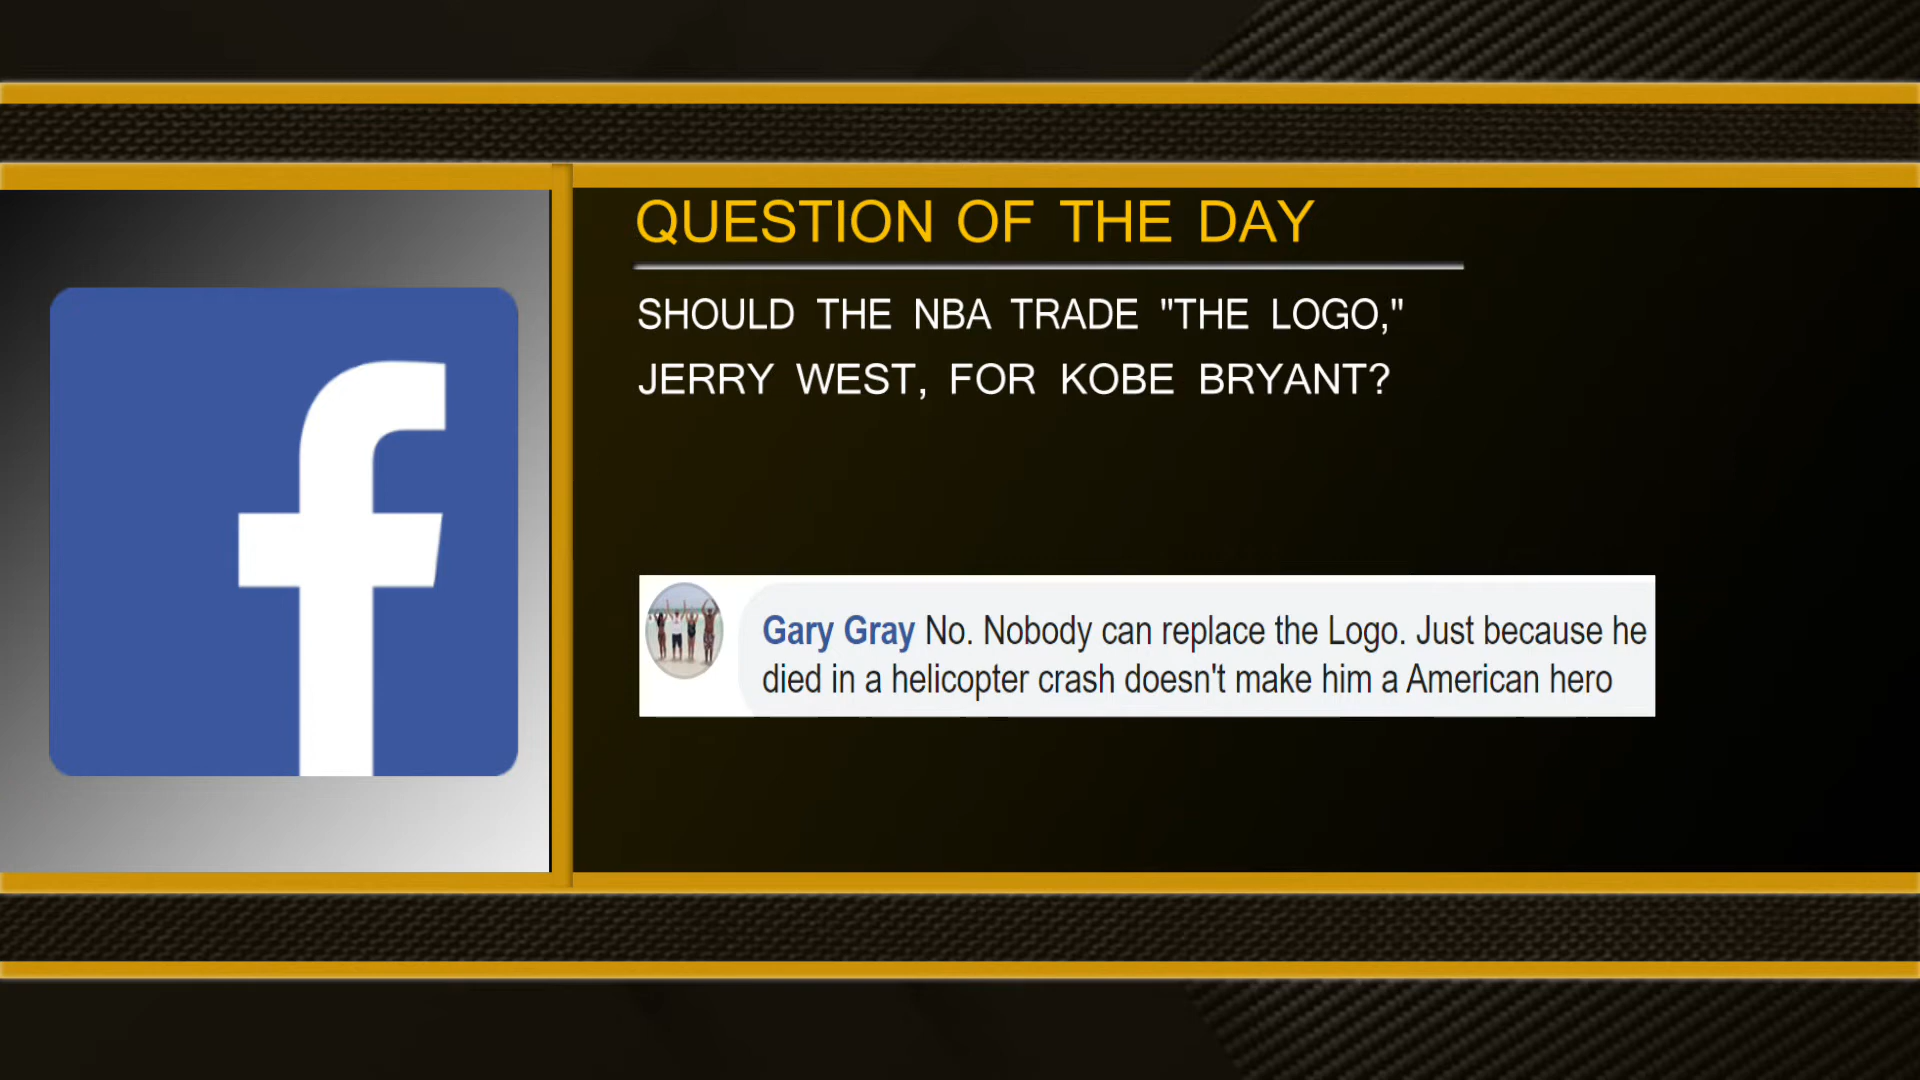 QUESTION OF THE DAY
SHOULD THE NBA TRADE "THE LOGO,"
JERRY WEST, FOR KOBE BRYANT?
Gary Gray No. Nobody can replace the Logo. Just because he
died in a helicopter crash doesn't make him a American hero